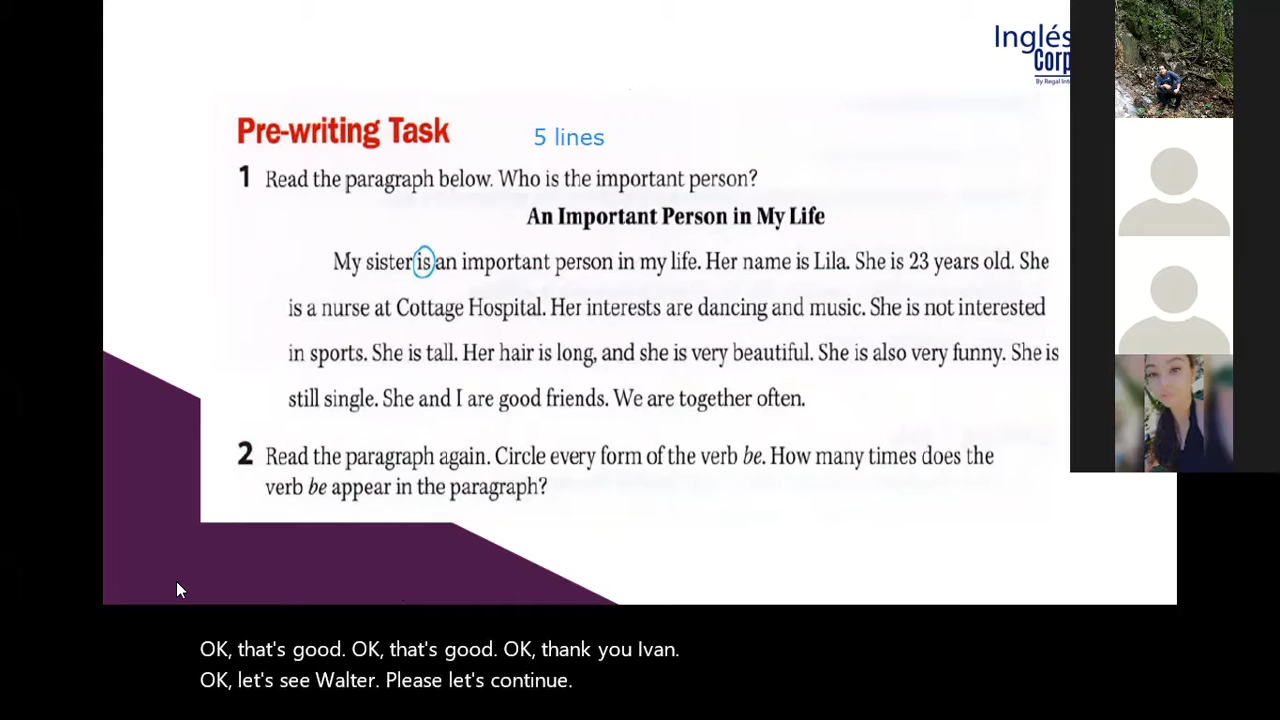 Inglés
Corp
By Regal Int
Pre-writing Task
5 lines
1 Read the paragraph below. Who is the important person?
An Important Person in My Life
My sister is an important person in my life. Her name is Lila. She is 23 years old. She
is a nurse at Cottage Hospital. Her interests are dancing and music. She is not interested
in sports. She is tall. Her hair is long, and she is very beautiful. She is also very funny. She is
still single. She and I are good friends. We are together often.
2 Read the paragraph again. Circle every form of the verb be. How many times does the
verb be appear in the paragraph?
OK, that's good. OK, that's good. OK, thank you Ivan.
OK, let's see Walter. Please let's continue.